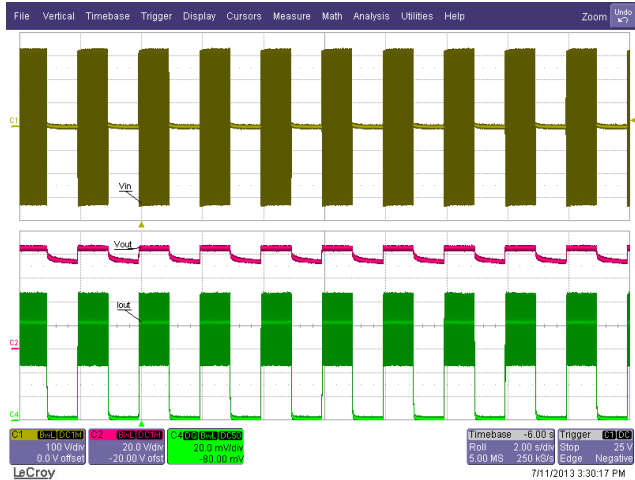 File Vertical Timebase Trigger Display Cursors Measure Math Analysis Utilities Help Zoom Undo
C1
Vin
Vout
Iout
C2
C4
C1 BwL DC1M C2 BwL DC1M C4 DQ BwL DC50 Timebase -6.00 s Trigger C1 DC
100 V/div 20.0 V/div 20.0 mV/div Roll 2.00 s/div Stop 25 V
0.0 V offset -20.00 V ofst -80.00 mV 5.00 MS 250 kS/s Edge Negative
LeCroy 7/11/2013 3:30:17 PM